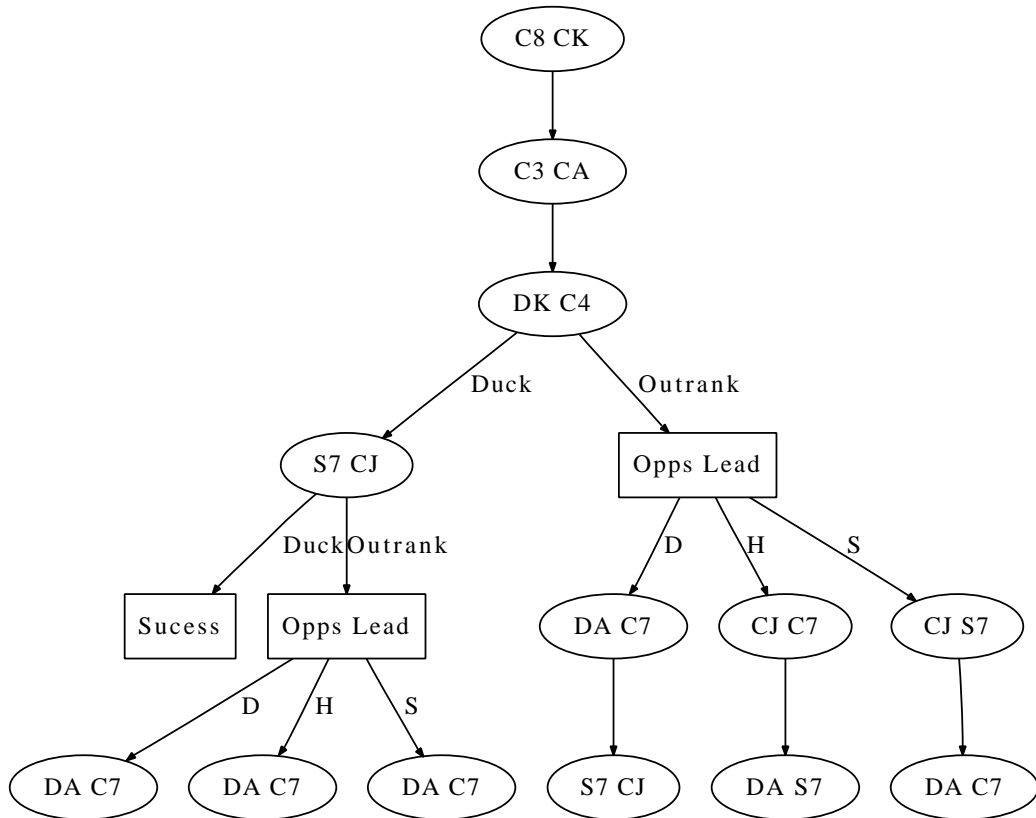 C8 CK
C3 CA
DK C4
Duck
Outrank
S7 CJ
Opps Lead
Duck
Outrank
D
H
S
Sucess
Opps Lead
DA C7
CJ C7
CJ S7
D
H
S
DA C7
DA C7
DA C7
S7 CJ
DA S7
DA C7